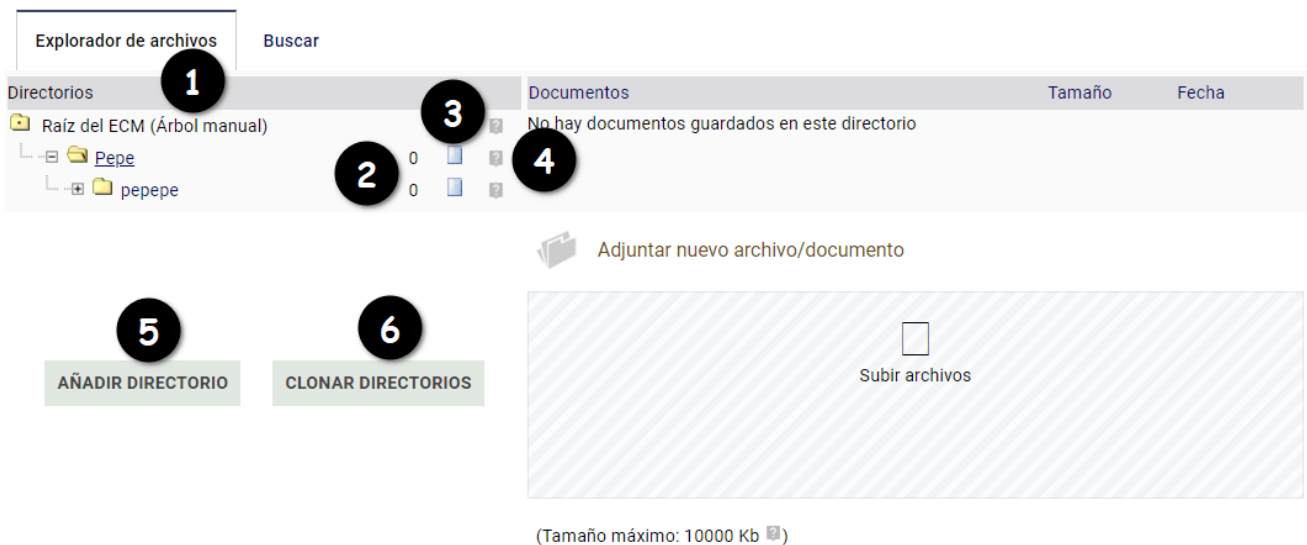 Explorador de archivos Buscar
1
Directorios
Documentos Tamaño Fecha
3
Raíz del ECM (Árbol manual) ?
No hay documentos guardados en este directorio
Pepe 0 ?
2
4
pepepe 0 ?
Adjuntar nuevo archivo/documento
5
6
AÑADIR DIRECTORIO CLONAR DIRECTORIOS
Subir archivos
(Tamaño máximo: 10000 Kb ?)